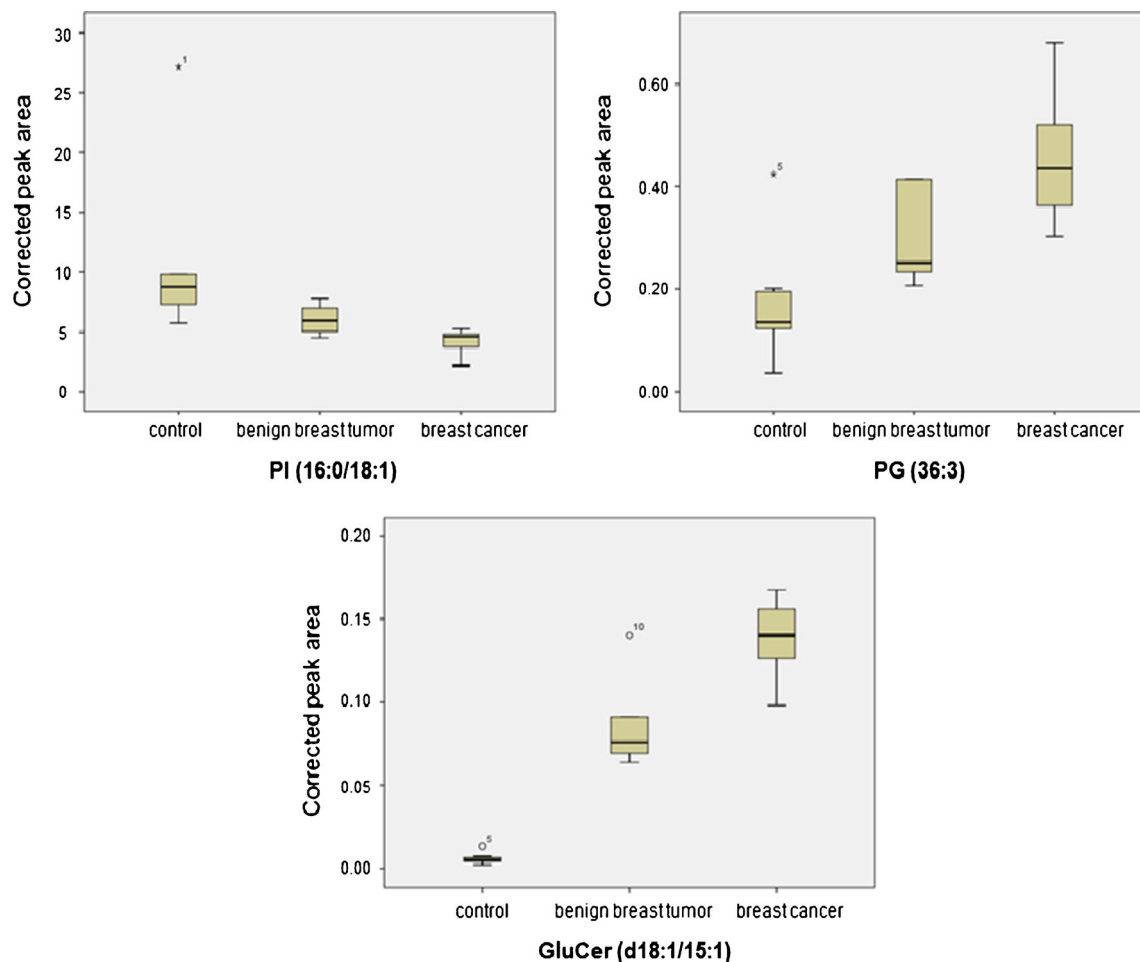 Corrected peak area
30
25
20
15
10
5
0
*1
control benign breast tumor breast cancer
PI (16:0/18:1)
Corrected peak area
0.60
0.40
0.20
0.00
*5
control benign breast tumor breast cancer
PG (36:3)
Corrected peak area
0.20
0.15
0.10
0.05
0.00
5
10
control benign breast tumor breast cancer
GluCer (d18:1/15:1)